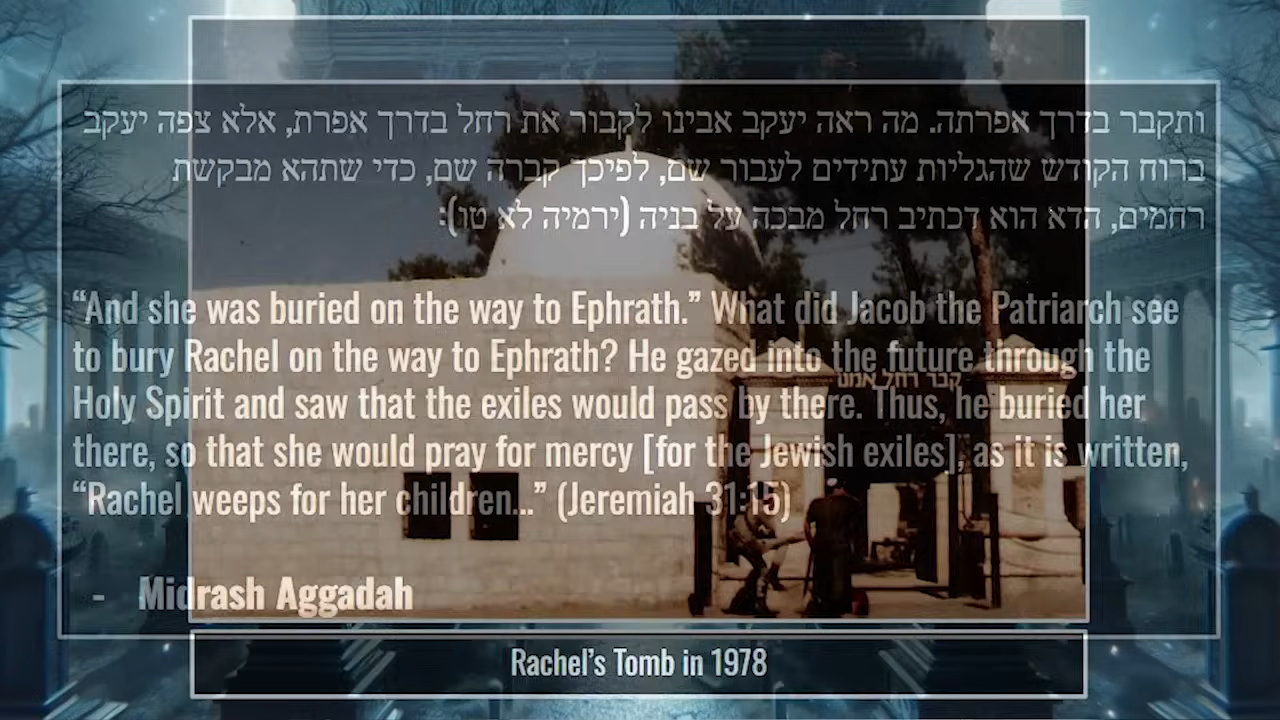 ותקבר בדרך אפרתה. מה ראה יעקב אבינו לקבור את רחל בדרך אפרת, אלא צפה יעקב
ברוח הקודש שהגליות עתידים לעבור שם, לפיכך קברה שם, כדי שתהא מבקשת
רחמים, הדא הוא דכתיב רחל מבכה על בניה (ירמיה לא טו):
“And she was buried on the way to Ephrath.” What did Jacob the Patriarch see
to bury Rachel on the way to Ephrath? He gazed into the future through the
Holy Spirit and saw that the exiles would pass by there. Thus, he buried her
there, so that she would pray for mercy [for the Jewish exiles], as it is written,
“Rachel weeps for her children...” (Jeremiah 31:15)
קבר רחל אמנו
- Midrash Aggadah
Rachel’s Tomb in 1978